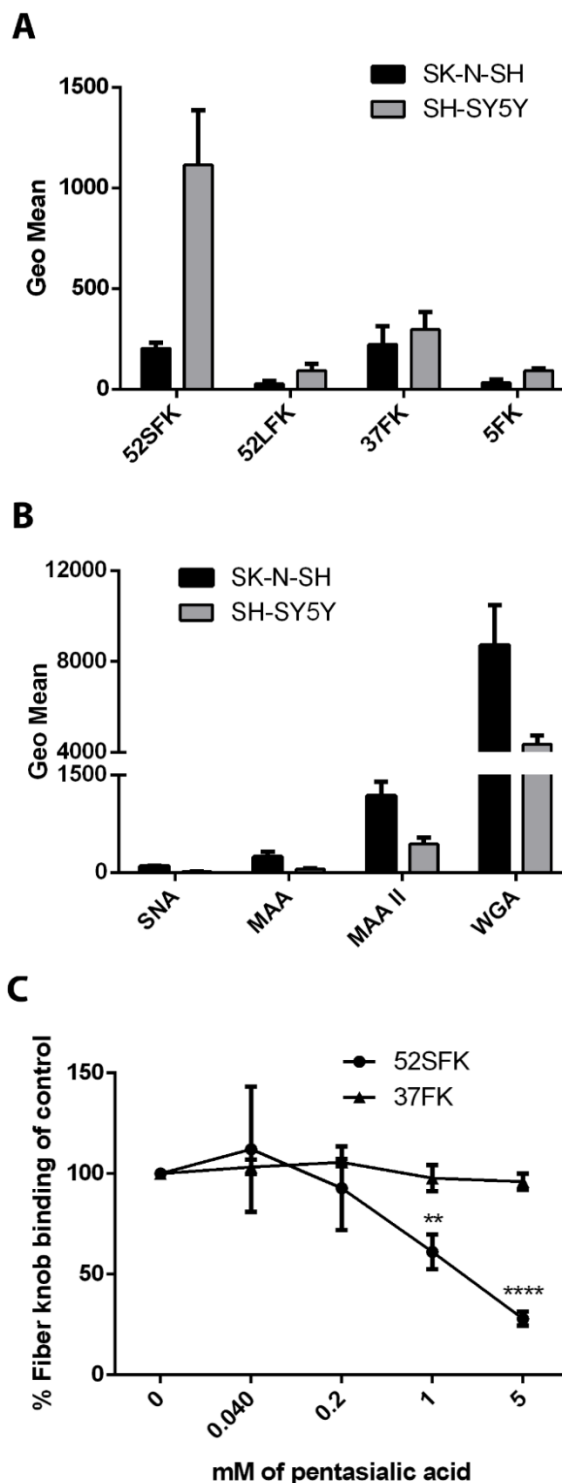 A
SK-N-SH
SH-SY5Y
1500
1000
500
0
Geo Mean
52SFK
52LFK
37FK
5FK
B
SK-N-SH
SH-SY5Y
12000
8000
4000
1500
0
Geo Mean
SNA
MAA
MAA II
WGA
C
52SFK
37FK
150
100
50
0
% Fiber knob binding of control
**
****
0
0.040
0.2
1
5
mM of pentasialic acid